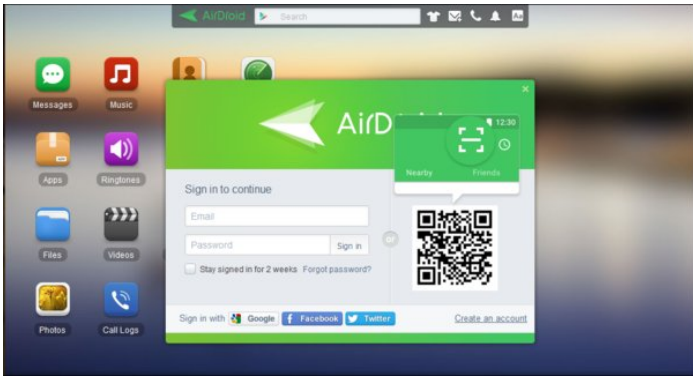 AirDroid
Search
Aa
Messages
Music
AirD
12:30
Nearby
Friends
Apps
Ringtones
Sign in to continue
Email
Password
Sign in
Stay signed in for 2 weeks Forgot password?
Files
Videos
Photos
Call Logs
Sign in with Google Facebook Twitter
Create an account